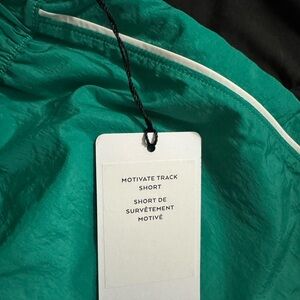 MOTIVATE TRACK
SHORT
SHORT DE
SURVÊTEMENT
MOTIVÉ